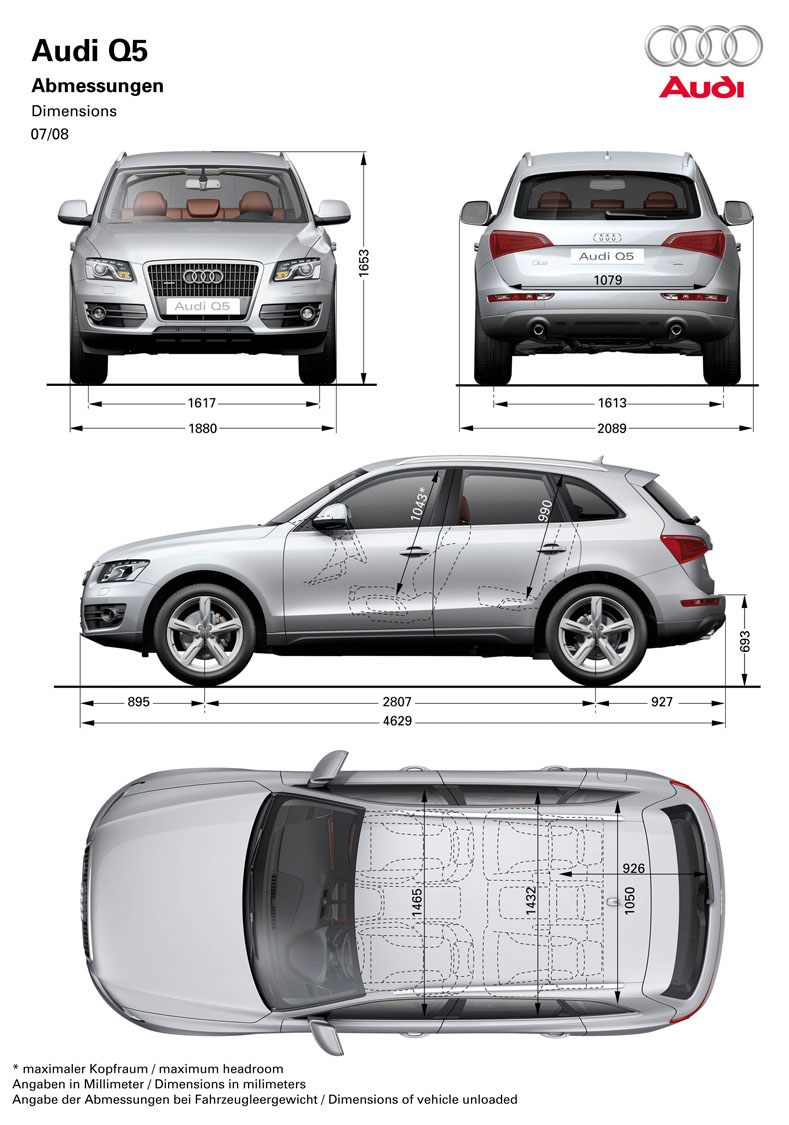 Audi Q5
Abmessungen
Dimensions
07/08
Audi
Audi Q5
1653
1617
1880
Audi Q5
1079
1613
2089
1043*
990
693
895
2807
927
4629
1465
1432
926
1050
* maximaler Kopfraum / maximum headroom
Angaben in Millimeter / Dimensions in milimeters
Angabe der Abmessungen bei Fahrzeugleergewicht / Dimensions of vehicle unloaded